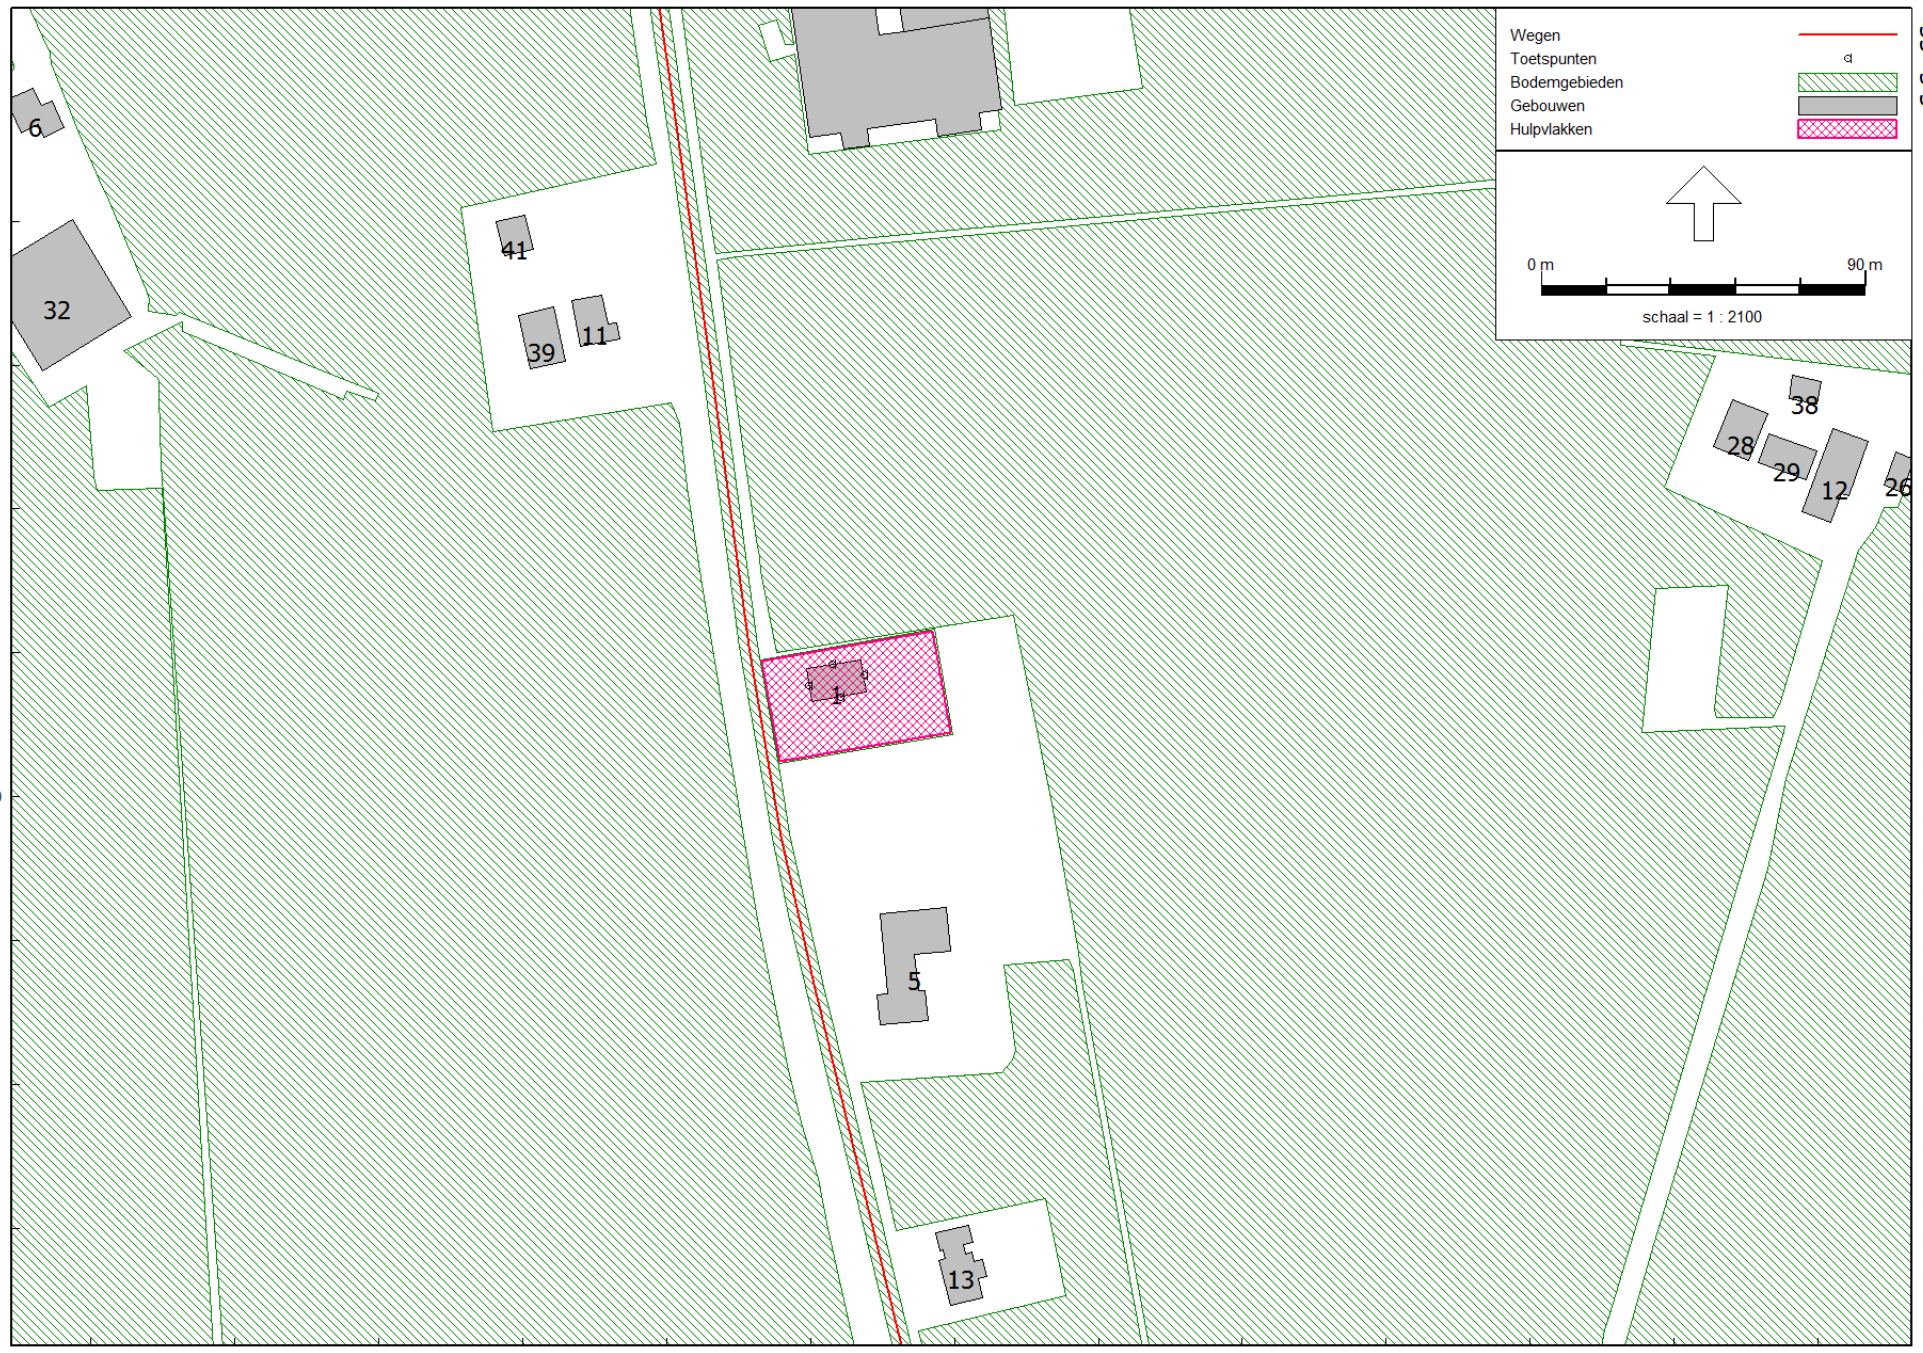 Wegen
Toetspunten
Bodemgebieden
Gebouwen
Hulpvlakken
0 m 90 m
schaal = 1 : 2100
6
41
32
11
39
38
28
29
12
26
1
5
13